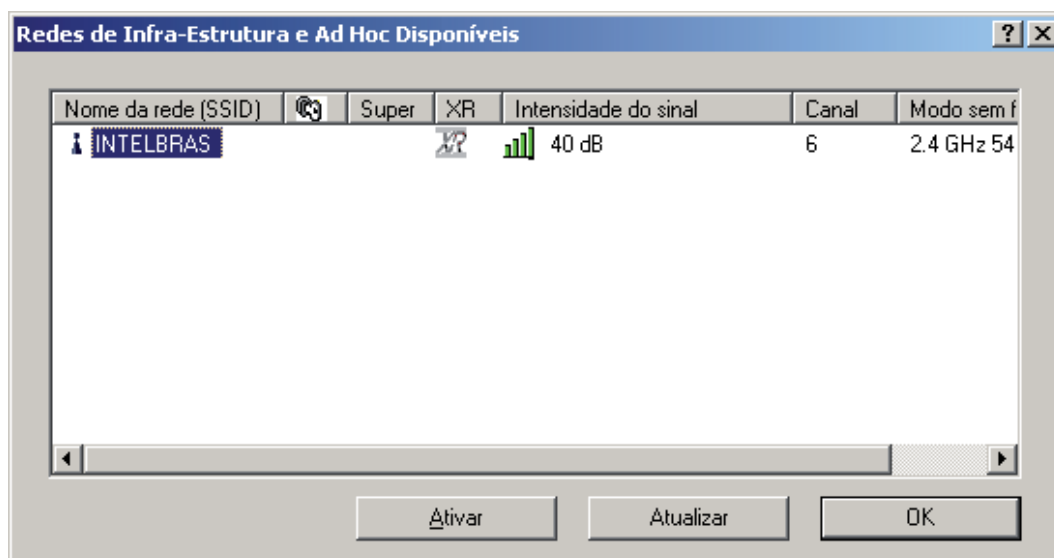 Redes de Infra-Estrutura e Ad Hoc Disponíveis
Nome da rede (SSID) Super XR Intensidade do sinal Canal Modo sem f
INTELBRAS XR 40 dB 6 2.4 GHz 54
Ativar Atualizar OK